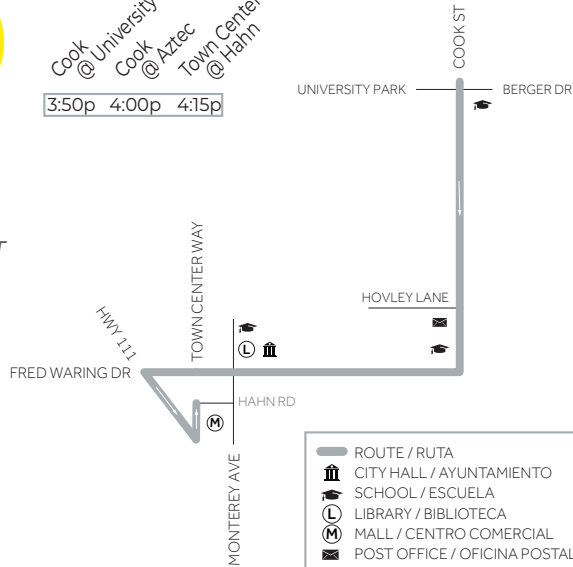 Cook
@ University
Cook
@ Aztec
Town Center
@ Hahn
3:50p 4:00p 4:15p
COOK ST
UNIVERSITY PARK
BERGER DR
HOVLEY LANE
TOWN CENTER WAY
HWY 111
FRED WARING DR
L
HAHN RD
M
MONTEREY AVE
ROUTE / RUTA
CITY HALL / AYUNTAMIENTO
SCHOOL / ESCUELA
L LIBRARY / BIBLIOTECA
M MALL / CENTRO COMERCIAL
POST OFFICE / OFICINA POSTAL